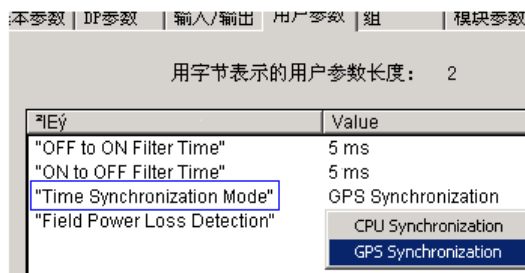 本参数 DP参数 输入/输出 用户参数 组 模块参数
用字节表示的用户参数长度： 2
³ÌÊý Value
"OFF to ON Filter Time" 5 ms
"ON to OFF Filter Time" 5 ms
"Time Synchronization Mode" GPS Synchronization
"Field Power Loss Detection"
CPU Synchronization
GPS Synchronization